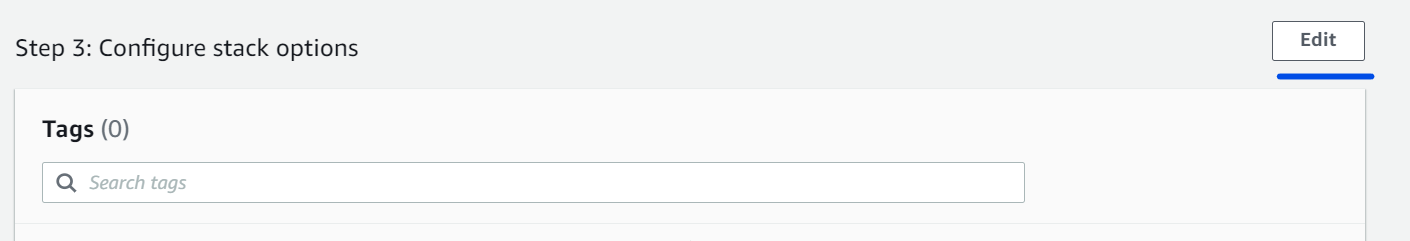 Step 3: Configure stack options
Edit
Tags (0)
Search tags